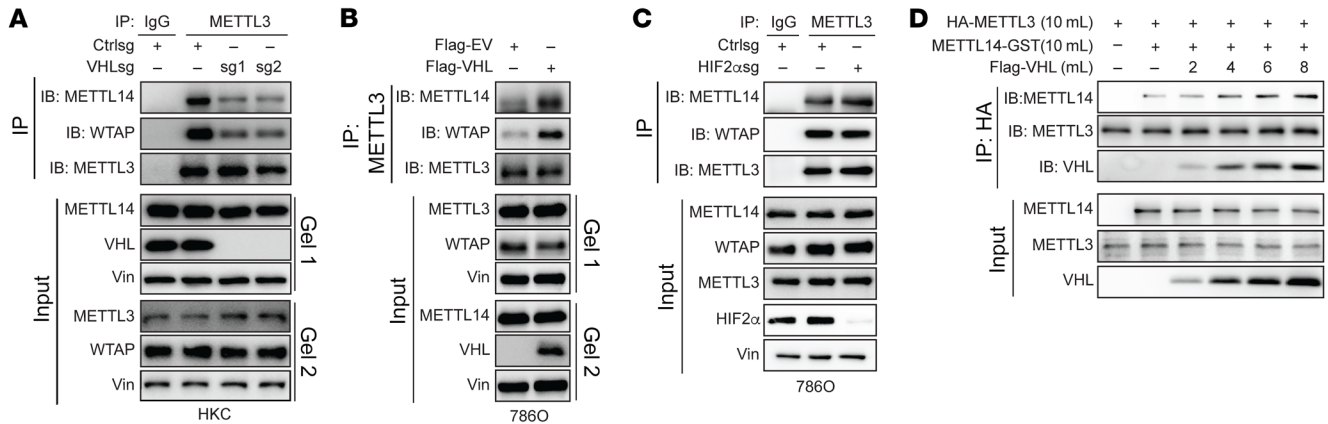 A
IP: IgG METTL3
Ctrlsg + + – –
VHLsg – – sg1 sg2
IP
IB: METTL14
IB: WTAP
IB: METTL3
Input
METTL14
VHL
Vin
Gel 1
METTL3
WTAP
Vin
Gel 2
HKC
B
Flag-EV + –
Flag-VHL – +
IP: METTL3
IB: METTL14
IB: WTAP
IB: METTL3
Input
METTL3
WTAP
Vin
Gel 1
METTL14
VHL
Vin
Gel 2
786O
C
IP: IgG METTL3
Ctrlsg + + –
HIF2αsg – – +
IP
IB: METTL14
IB: WTAP
IB: METTL3
Input
METTL14
WTAP
METTL3
HIF2α
Vin
786O
D
HA-METTL3 (10 mL) + + + + + +
METTL14-GST(10 mL) – + + + + +
Flag-VHL (mL) – – 2 4 6 8
IP: HA
IB:METTL14
IB: METTL3
IB: VHL
Input
METTL14
METTL3
VHL